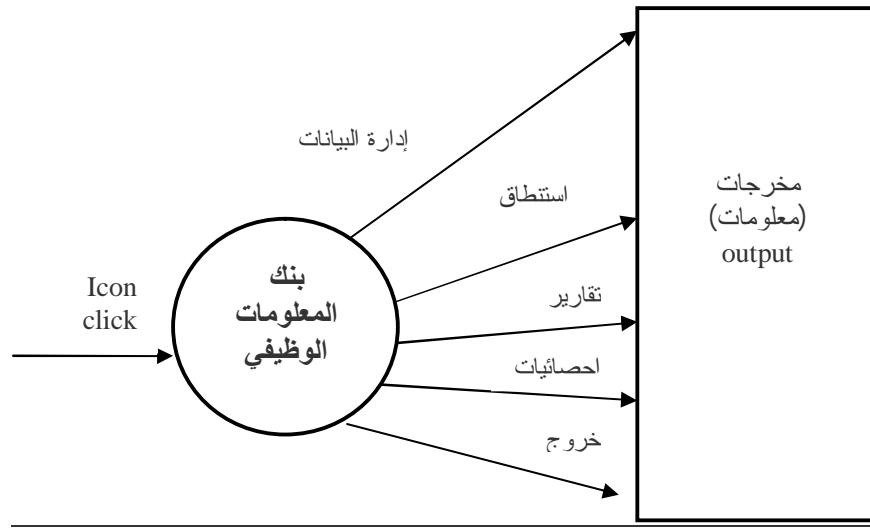 إدارة البيانات
استنطاق
مخرجات
(معلومات)
output
بنك
المعلومات
الوظيفي
Icon
click
تقارير
احصائيات
خروج